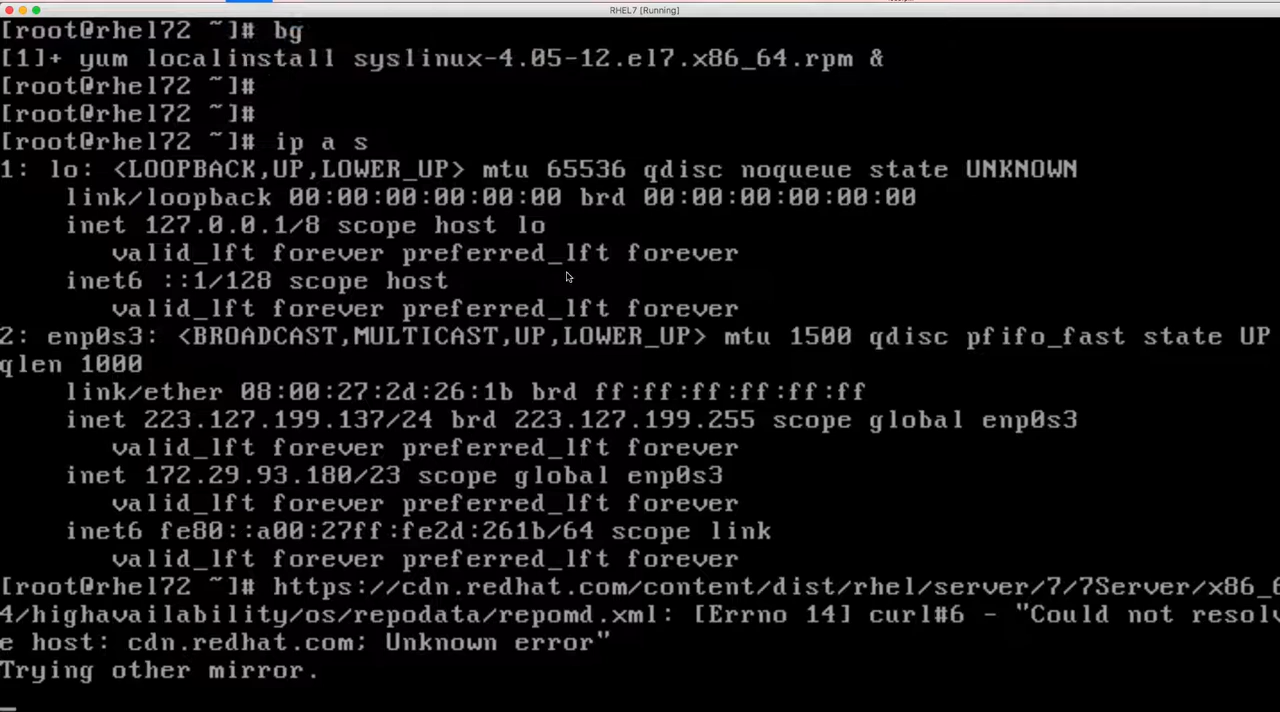 RHEL7 [Running]
[root@rhel72 ~]# bg
[1]+ yum localinstall syslinux-4.05-12.el7.x86_64.rpm &
[root@rhel72 ~]#
[root@rhel72 ~]#
[root@rhel72 ~]# ip a s
1: lo: <LOOPBACK,UP,LOWER_UP> mtu 65536 qdisc noqueue state UNKNOWN
link/loopback 00:00:00:00:00:00 brd 00:00:00:00:00:00
inet 127.0.0.1/8 scope host lo
valid_lft forever preferred_lft forever
inet6 ::1/128 scope host
valid_lft forever preferred_lft forever
2: enp0s3: <BROADCAST,MULTICAST,UP,LOWER_UP> mtu 1500 qdisc pfifo_fast state UP
qlen 1000
link/ether 08:00:27:2d:26:1b brd ff:ff:ff:ff:ff:ff
inet 223.127.199.137/24 brd 223.127.199.255 scope global enp0s3
valid_lft forever preferred_lft forever
inet 172.29.93.180/23 scope global enp0s3
valid_lft forever preferred_lft forever
inet6 fe80::a00:27ff:fe2d:261b/64 scope link
valid_lft forever preferred_lft forever
[root@rhel72 ~]# https://cdn.redhat.com/content/dist/rhel/server/7/7Server/x86_6
4/highavailability/os/repodata/repomd.xml: [Errno 14] curl#6 - "Could not resolv
e host: cdn.redhat.com; Unknown error"
Trying other mirror.